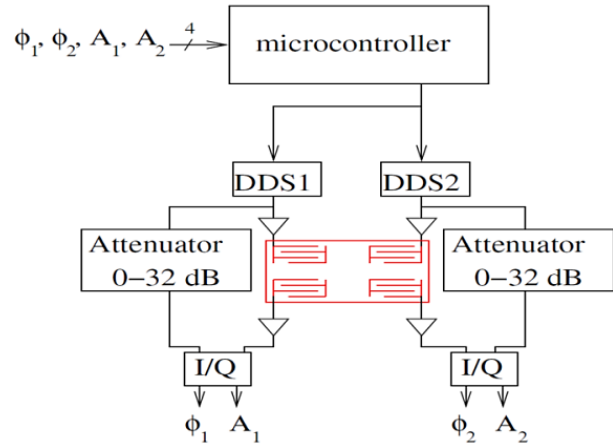 ϕ₁, ϕ₂, A₁, A₂ 4
microcontroller
DDS1 DDS2
Attenuator Attenuator
0−32 dB 0−32 dB
I/Q I/Q
ϕ₁ A₁ ϕ₂ A₂